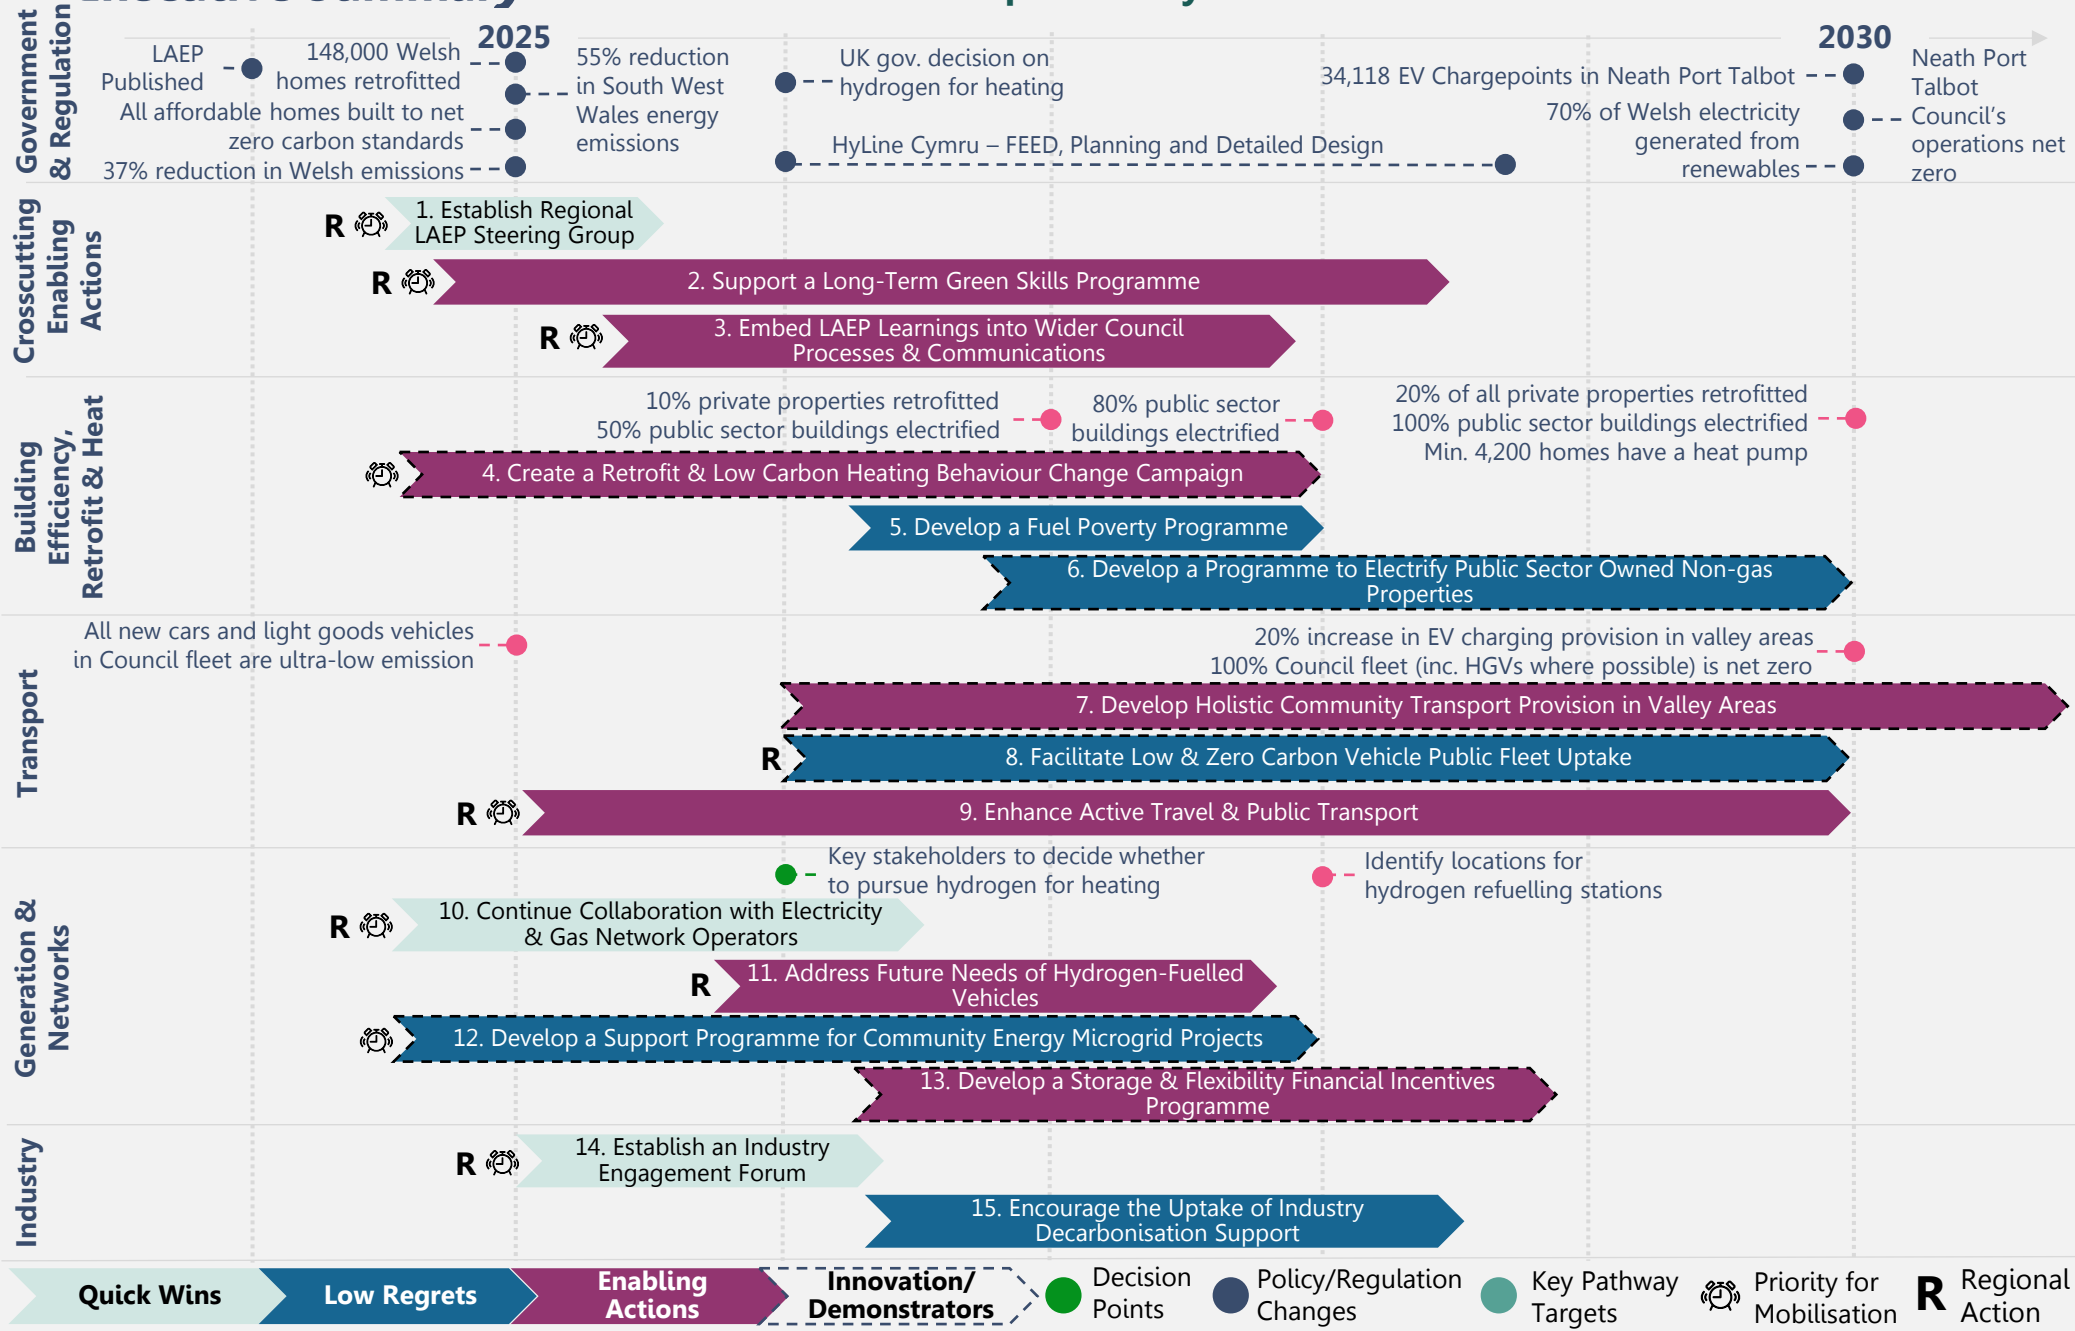 Executive Summary
Government
& Regulation
2025
2030
LAEP
Published
148,000 Welsh
homes retrofitted
All affordable homes built to net
zero carbon standards
37% reduction in Welsh emissions
55% reduction
in South West
Wales energy
emissions
UK gov. decision on
hydrogen for heating
HyLine Cymru – FEED, Planning and Detailed Design
34,118 EV Chargepoints in Neath Port Talbot
70% of Welsh electricity
generated from
renewables
Neath Port
Talbot
Council's
operations net
zero
Crosscutting
Enabling
Actions
R
1. Establish Regional
LAEP Steering Group
R
2. Support a Long-Term Green Skills Programme
R
3. Embed LAEP Learnings into Wider Council
Processes & Communications
Building
Efficiency,
Retrofit & Heat
10% private properties retrofitted
50% public sector buildings electrified
80% public sector
buildings electrified
20% of all private properties retrofitted
100% public sector buildings electrified
Min. 4,200 homes have a heat pump
4. Create a Retrofit & Low Carbon Heating Behaviour Change Campaign
5. Develop a Fuel Poverty Programme
6. Develop a Programme to Electrify Public Sector Owned Non-gas
Properties
Transport
All new cars and light goods vehicles
in Council fleet are ultra-low emission
20% increase in EV charging provision in valley areas
100% Council fleet (inc. HGVs where possible) is net zero
7. Develop Holistic Community Transport Provision in Valley Areas
R
8. Facilitate Low & Zero Carbon Vehicle Public Fleet Uptake
R
9. Enhance Active Travel & Public Transport
Generation &
Networks
Key stakeholders to decide whether
to pursue hydrogen for heating
Identify locations for
hydrogen refuelling stations
R
10. Continue Collaboration with Electricity
& Gas Network Operators
R
11. Address Future Needs of Hydrogen-Fuelled
Vehicles
12. Develop a Support Programme for Community Energy Microgrid Projects
13. Develop a Storage & Flexibility Financial Incentives
Programme
Industry
R
14. Establish an Industry
Engagement Forum
15. Encourage the Uptake of Industry
Decarbonisation Support
Quick Wins
Low Regrets
Enabling
Actions
Innovation/
Demonstrators
Decision
Points
Policy/Regulation
Changes
Key Pathway
Targets
Priority for
Mobilisation
R
Regional
Action